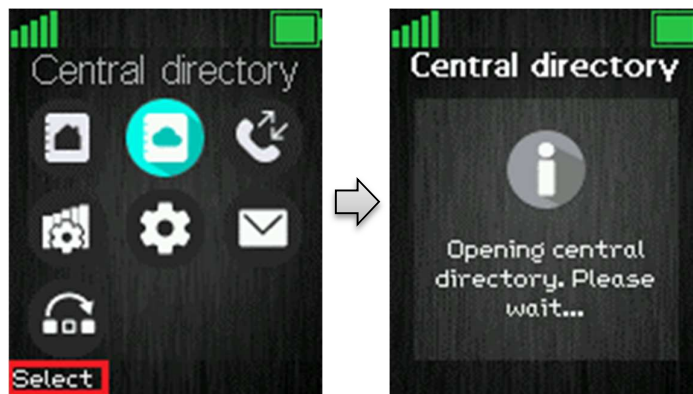 Central directory
Select
Central directory
Opening central
directory. Please
wait...